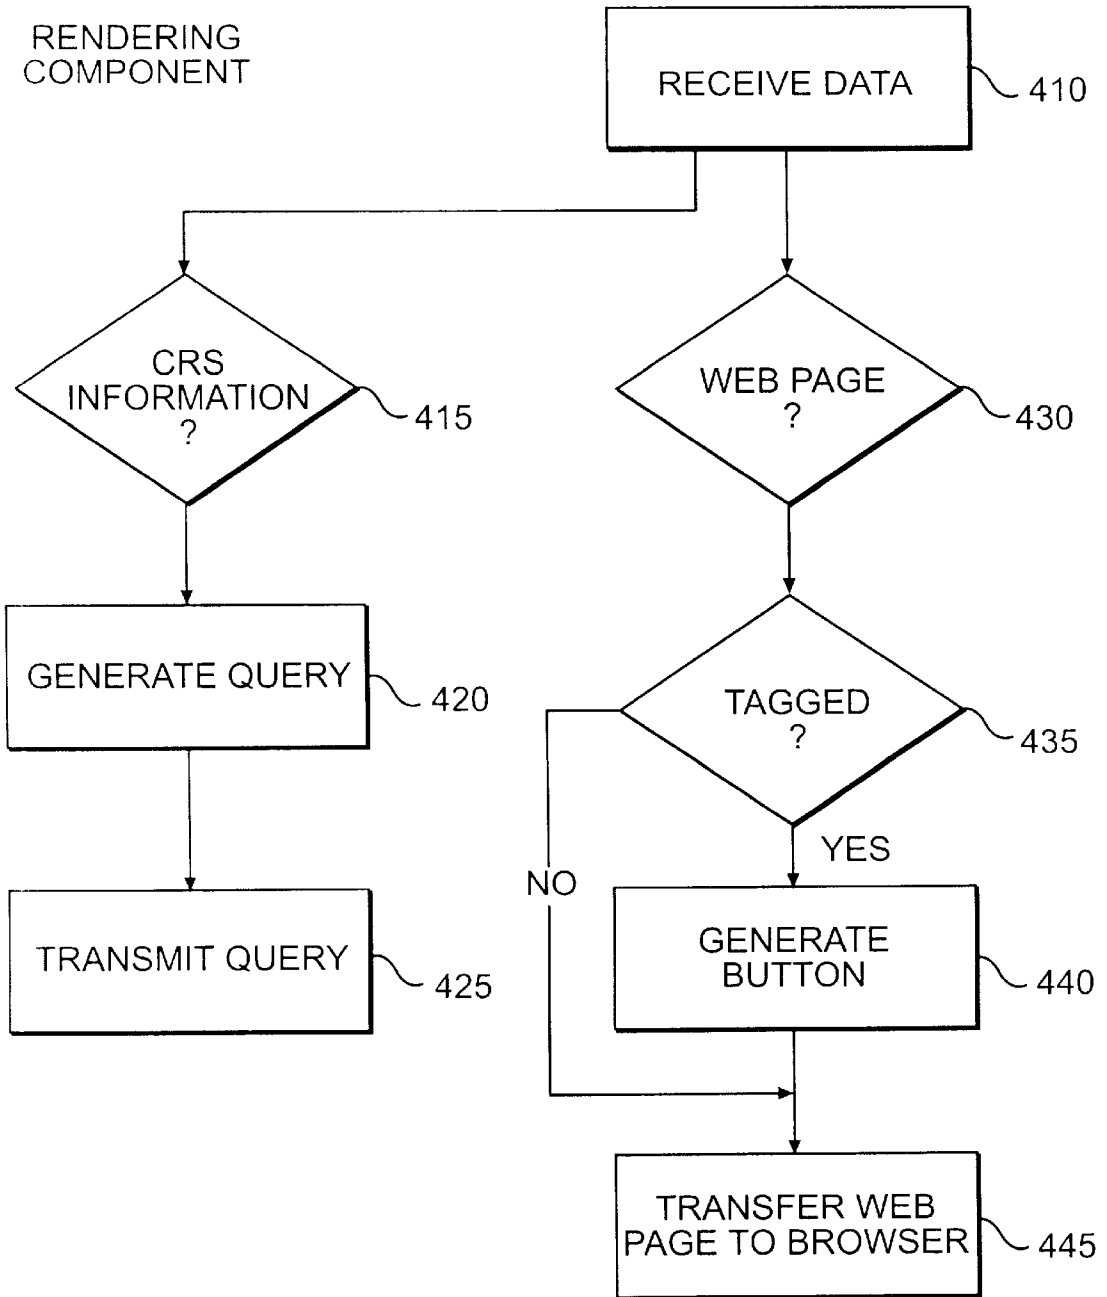 RENDERING
COMPONENT
RECEIVE DATA
410
CRS
INFORMATION
?
415
WEB PAGE
?
430
GENERATE QUERY
420
TAGGED
?
435
YES
NO
TRANSMIT QUERY
425
GENERATE
BUTTON
440
TRANSFER WEB
PAGE TO BROWSER
445